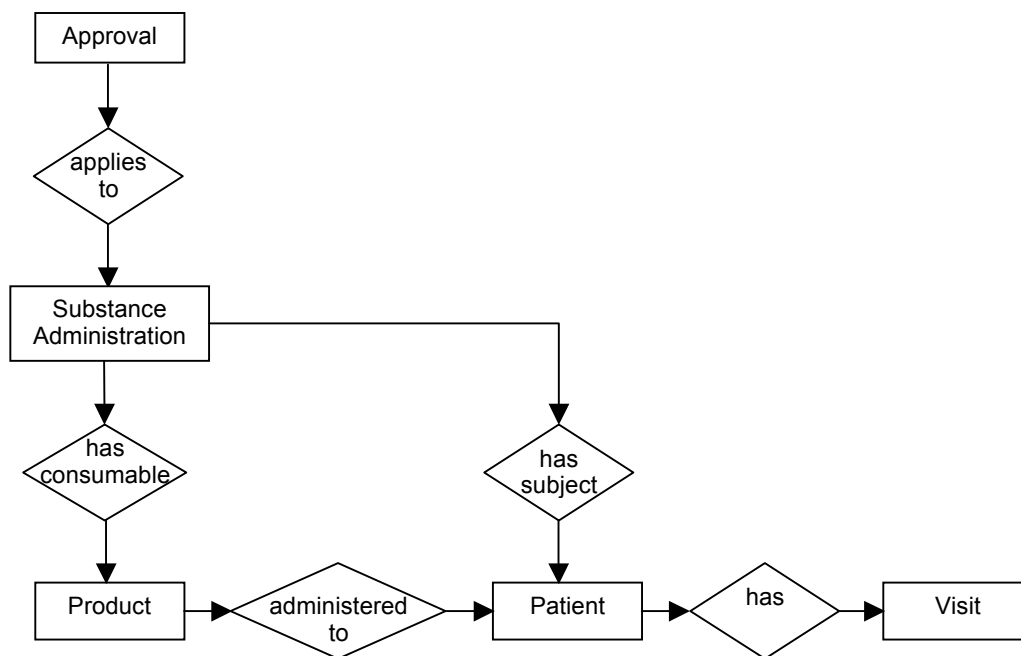 Approval
applies
to
Substance
Administration
has
consumable
has
subject
Product
administered
to
Patient
has
Visit